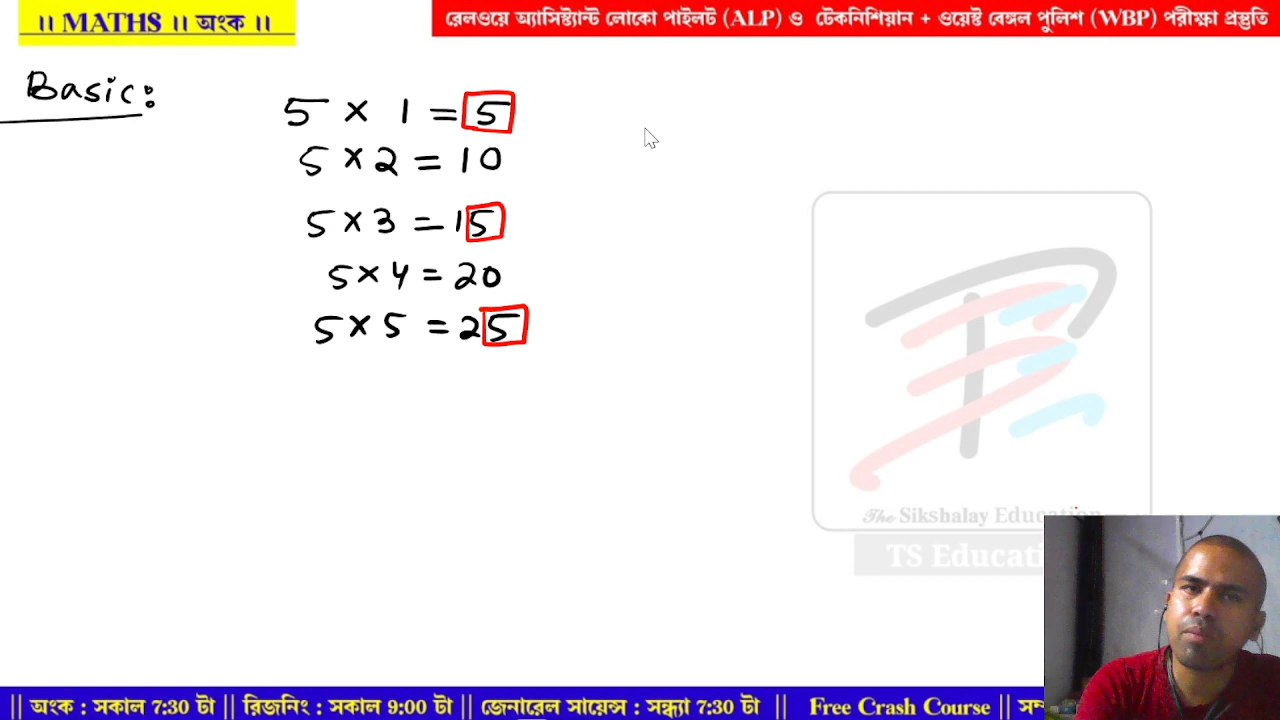 ।। MATHS ।। অংক ।।
রেলওয়ে অ্যাসিস্ট্যান্ট লোকো পাইলট (ALP) ও টেকনিশিয়ান + ওয়েস্ট বেঙ্গল পুলিশ (WBP) পরীক্ষা প্রস্তুতি
Basic:
5 × 1 = 5
5 × 2 = 10
5 × 3 = 15
5 × 4 = 20
5 × 5 = 25
The Sikshalay Education
TS Educati
|| অংক : সকাল 7:30 টা || রিজনিং : সকাল 9:00 টা || জেনারেল সায়েন্স : সন্ধ্যা 7:30 টা || Free Crash Course ||